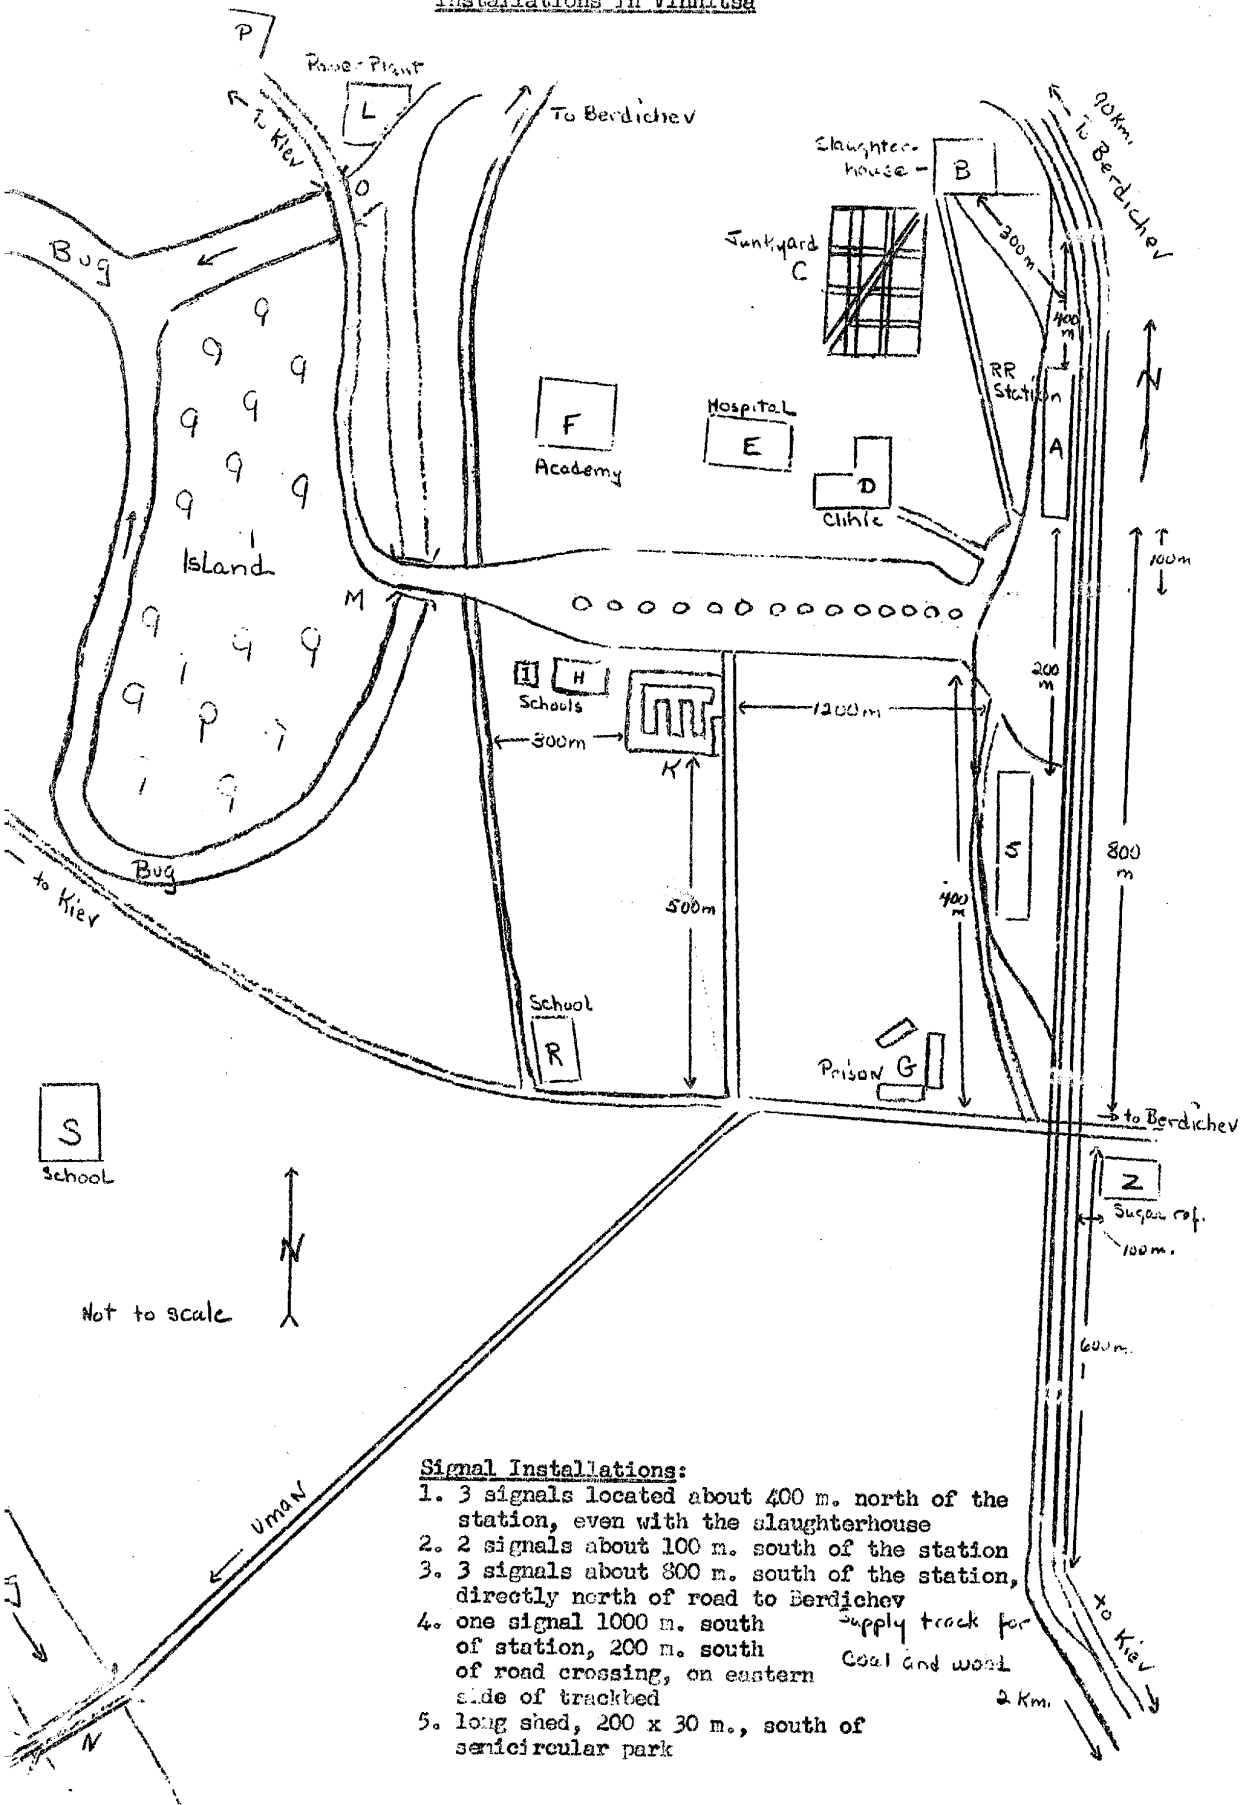 Installations in Vinnitsa
P
Power Plant
L
To Kiev
To Berdichev
90 Km.
To Berdichev
Slaughter-
house -
B
O
Bug
300m
Junkyard
C
400
m
N
RR
Station
A
F
Academy
Hospital
E
D
Clinic
100m
Island
M
200
m
I
H
Schools
1200m
300m
K
5
800
m
Bug
to Kiev
500m
400
m
School
R
Prison G
to Berdichev
S
School
Z
Sugar ref.
100m.
N
Not to scale
600m.
Uman
Signal Installations:
1. 3 signals located about 400 m. north of the
station, even with the slaughterhouse
2. 2 signals about 100 m. south of the station
3. 3 signals about 800 m. south of the station,
directly north of road to Berdichev
4. one signal 1000 m. south
of station, 200 m. south
of road crossing, on eastern
side of trackbed
5. long shed, 200 x 30 m., south of
semicircular park
Supply track for
Coal and wood
to Kiev
2 Km.
N